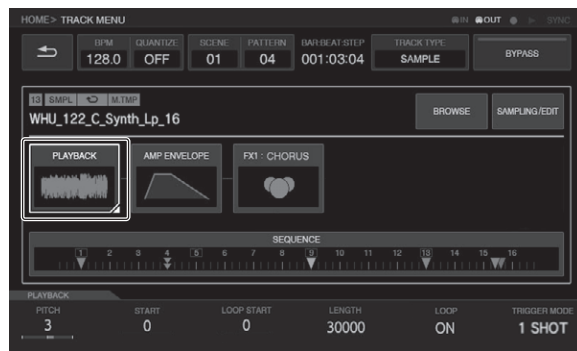 HOME> TRACK MENU
IN OUT SYNC
BPM QUANTIZE SCENE PATTERN BAR:BEAT:STEP TRACK TYPE
128.0 OFF 01 04 001:03:04 SAMPLE BYPASS
13 SMPL M.TMP
WHU_122_C_Synth_Lp_16
BROWSE SAMPLING/EDIT
PLAYBACK AMP ENVELOPE FX1 : CHORUS
SEQUENCE
1 2 3 4 5 6 7 8 9 10 11 12 13 14 15 16
PLAYBACK
PITCH START LOOP START LENGTH LOOP TRIGGER MODE
3 0 0 30000 ON 1 SHOT